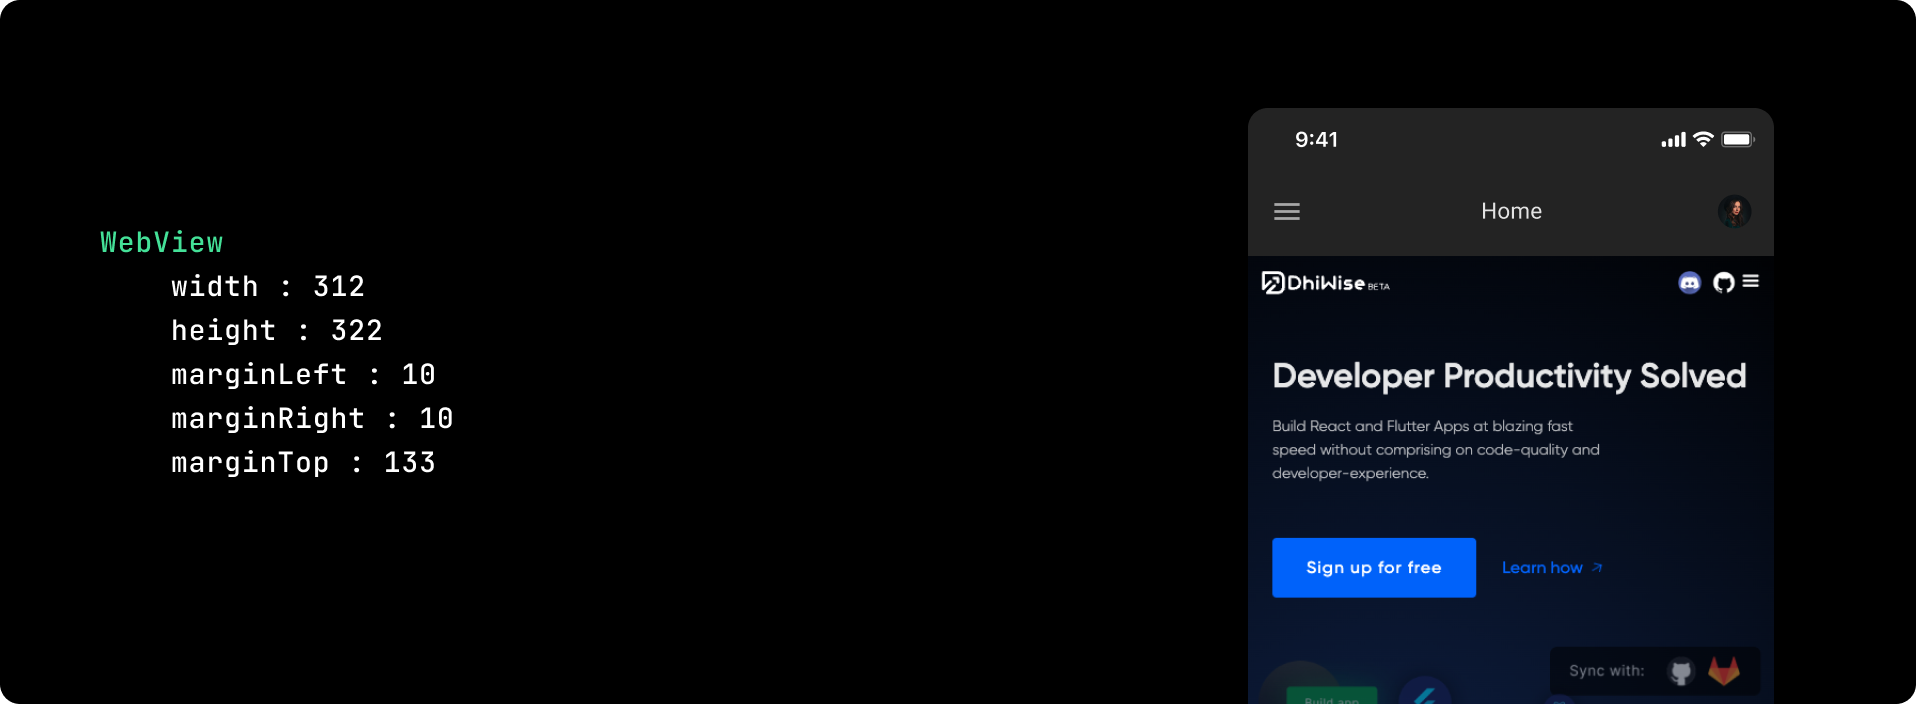 WebView
width : 312
height : 322
marginLeft : 10
marginRight : 10
marginTop : 133
9:41
Home
DhiWise BETA
Developer Productivity Solved
Build React and Flutter Apps at blazing fast
speed without comprising on code-quality and
developer-experience.
Sign up for free
Learn how
Sync with:
Build app